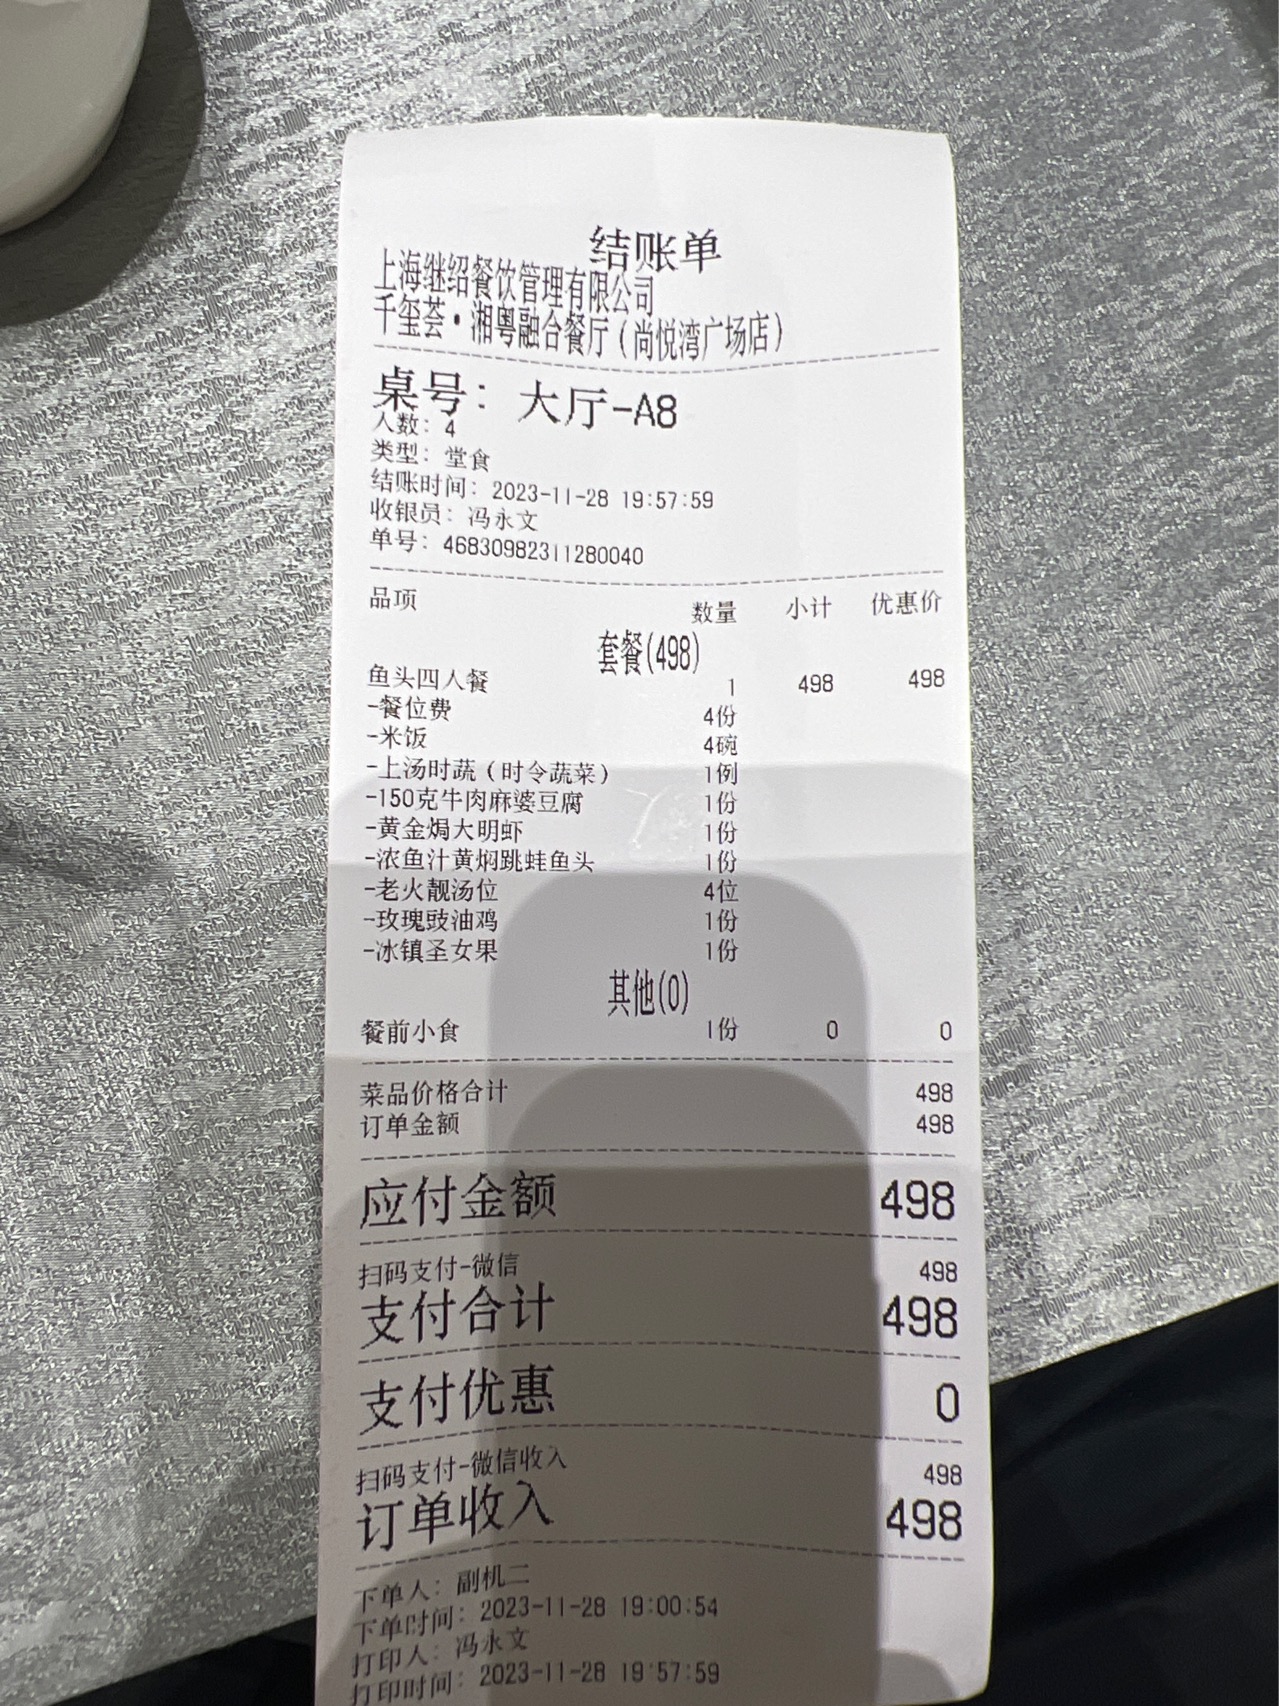 结账单
上海继绍餐饮管理有限公司
千玺荟·湘粤融合餐厅(尚悦湾广场店)
桌号: 大厅-A8
人数: 4
类型: 堂食
结账时间: 2023-11-28 19:57:59
收银员: 冯永文
单号: 46830982311280040
品项 数量 小计 优惠价
套餐(498)
鱼头四人餐 1 498 498
-餐位费 4份
-米饭 4碗
-上汤时蔬(时令蔬菜) 1例
-150克牛肉麻婆豆腐 1份
-黄金焗大明虾 1份
-浓鱼汁黄焖跳蛙鱼头 1份
-老火靓汤位 4位
-玫瑰豉油鸡 1份
-冰镇圣女果 1份
其他(0)
餐前小食 1份 0 0
菜品价格合计 498
订单金额 498
应付金额 498
扫码支付-微信 498
支付合计 498
支付优惠 0
扫码支付-微信收入 498
订单收入 498
下单人: 副机二
下单时间: 2023-11-28 19:00:54
打印人: 冯永文
打印时间: 2023-11-28 19:57:59